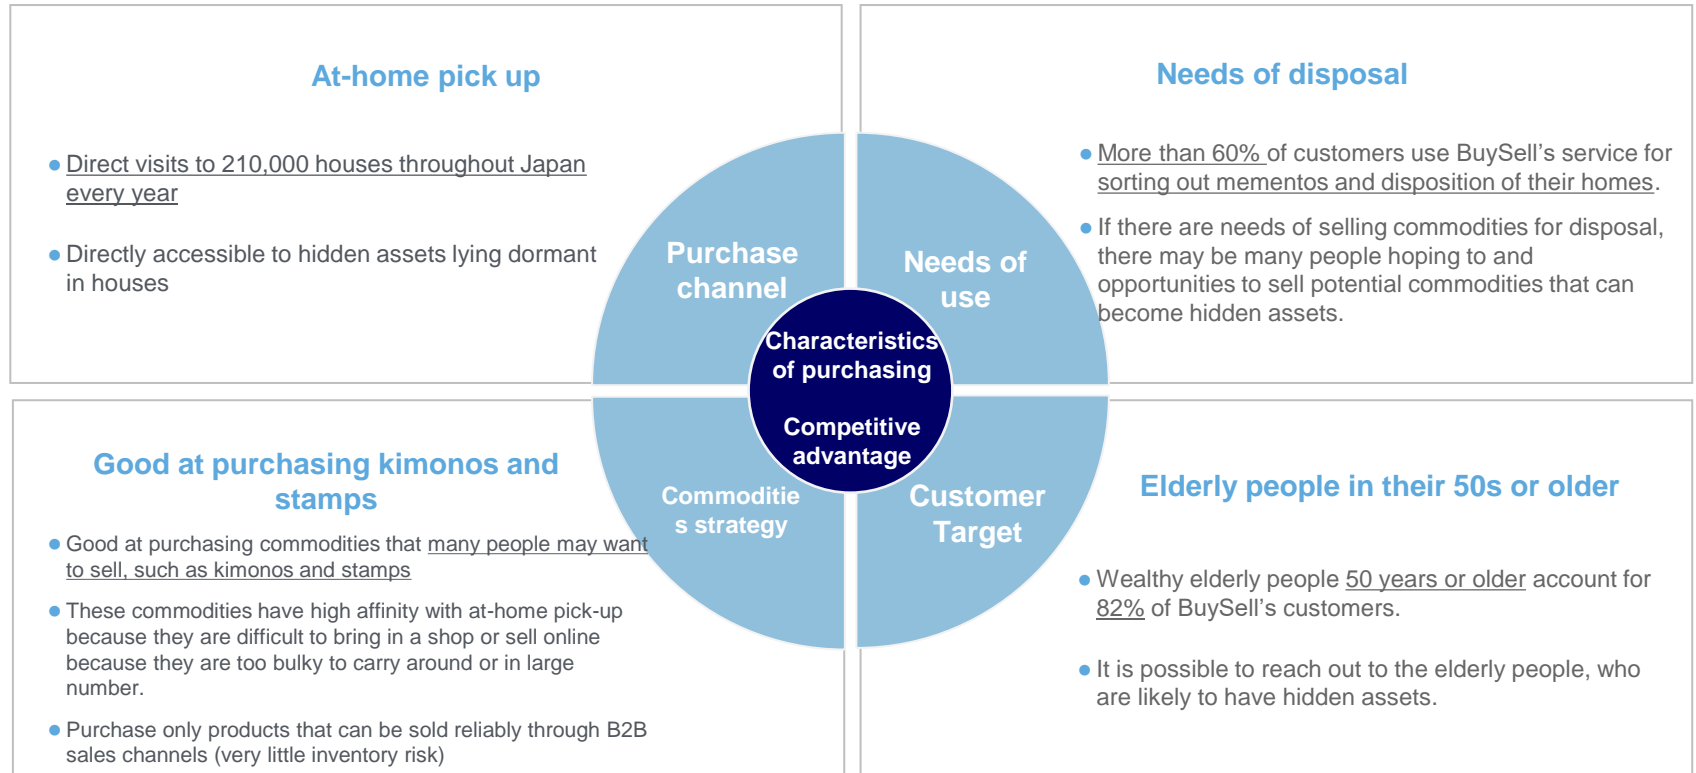 At-home pick up
Direct visits to 210,000 houses throughout Japan
every year
Directly accessible to hidden assets lying dormant
in houses
Needs of disposal
More than 60% of customers use BuySell's service for
sorting out mementos and disposition of their homes.
If there are needs of selling commodities for disposal,
there may be many people hoping to and
opportunities to sell potential commodities that can
become hidden assets.
Purchase
channel
Needs of
use
Characteristics
of purchasing
Competitive
advantage
Commoditie
s strategy
Customer
Target
Good at purchasing kimonos and
stamps
Good at purchasing commodities that many people may want
to sell, such as kimonos and stamps
These commodities have high affinity with at-home pick-up
because they are difficult to bring in a shop or sell online
because they are too bulky to carry around or in large
number.
Purchase only products that can be sold reliably through B2B
sales channels (very little inventory risk)
Elderly people in their 50s or older
Wealthy elderly people 50 years or older account for
82% of BuySell's customers.
It is possible to reach out to the elderly people, who
are likely to have hidden assets.